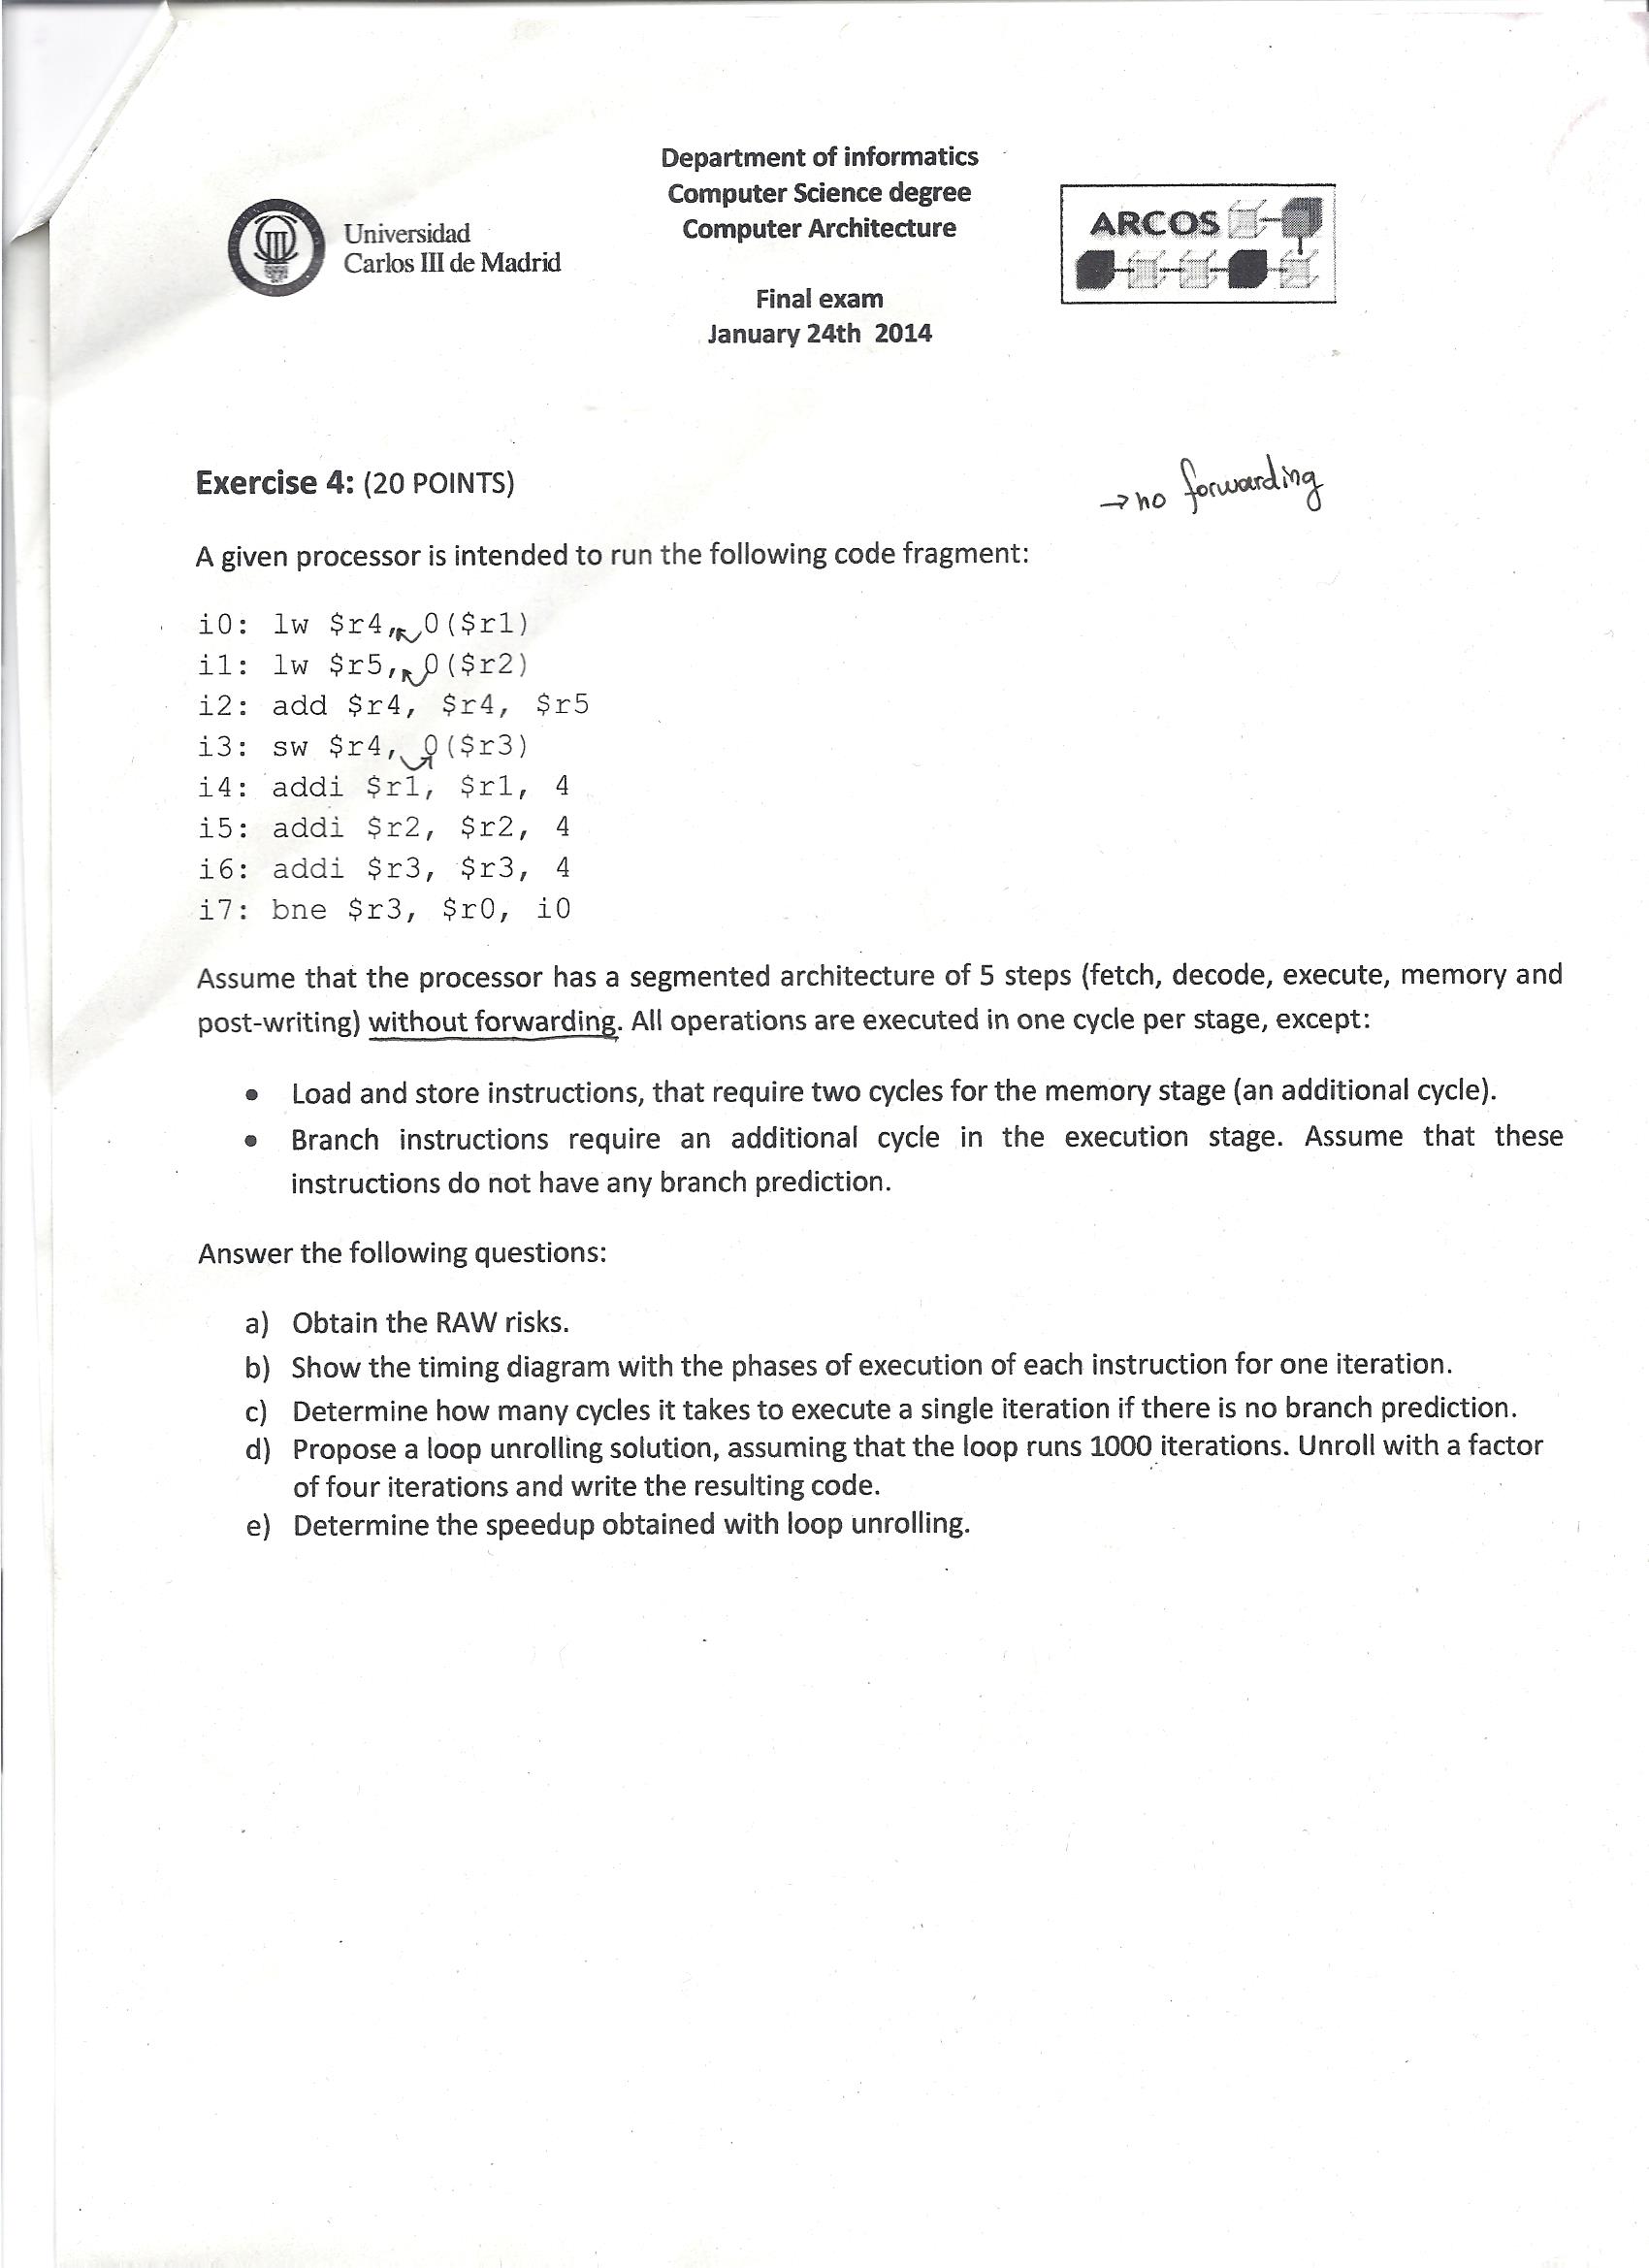 Department of informatics
Computer Science degree
Computer Architecture
Universidad
Carlos III de Madrid
ARCOS
Final exam
January 24th 2014
Exercise 4: (20 POINTS)
→ no forwarding
A given processor is intended to run the following code fragment:
i0: lw $r4, 0($r1)
i1: lw $r5, 0($r2)
i2: add $r4, $r4, $r5
i3: sw $r4, 0($r3)
i4: addi $r1, $r1, 4
i5: addi $r2, $r2, 4
i6: addi $r3, $r3, 4
i7: bne $r3, $r0, i0
Assume that the processor has a segmented architecture of 5 steps (fetch, decode, execute, memory and
post-writing) without forwarding. All operations are executed in one cycle per stage, except:
• Load and store instructions, that require two cycles for the memory stage (an additional cycle).
• Branch instructions require an additional cycle in the execution stage. Assume that these
instructions do not have any branch prediction.
Answer the following questions:
a) Obtain the RAW risks.
b) Show the timing diagram with the phases of execution of each instruction for one iteration.
c) Determine how many cycles it takes to execute a single iteration if there is no branch prediction.
d) Propose a loop unrolling solution, assuming that the loop runs 1000 iterations. Unroll with a factor
of four iterations and write the resulting code.
e) Determine the speedup obtained with loop unrolling.